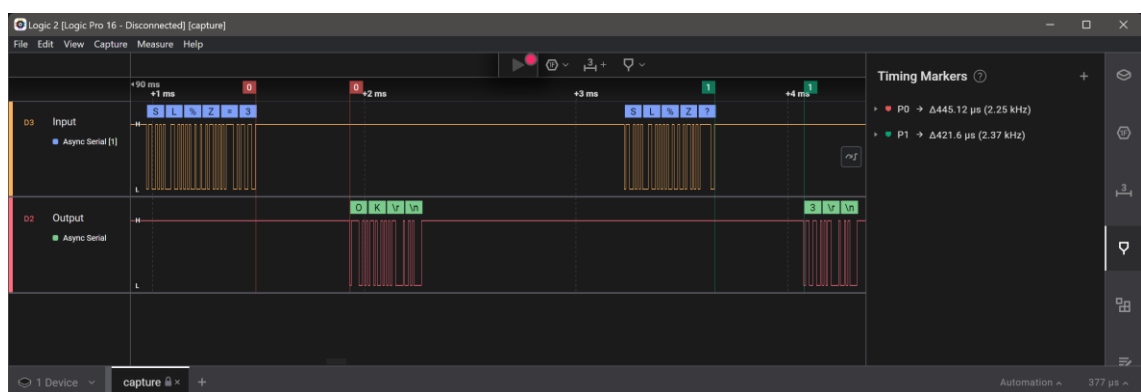 Logic 2 [Logic Pro 16 - Disconnected] [capture]
File Edit View Capture Measure Help
+90 ms
+1 ms 0 0 +2 ms +3 ms 1 +4 ms 1
Timing Markers
P0 → Δ445.12 µs (2.25 kHz)
P1 → Δ421.6 µs (2.37 kHz)
D3 Input
Async Serial [1]
H
L
S L % Z = 3
S L % Z ?
D2 Output
Async Serial
H
L
O K \r \n
3 \r \n
1 Device capture × + Automation 377 µs